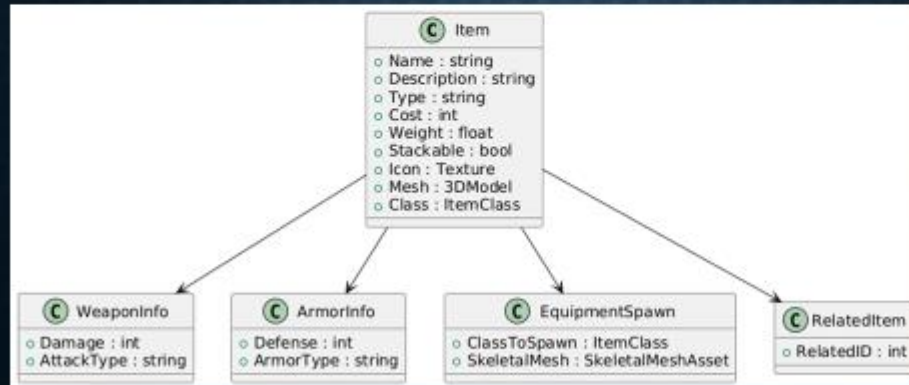 C Item
Name : string
Description : string
Type : string
Cost : int
Weight : float
Stackable : bool
Icon : Texture
Mesh : 3DModel
Class : ItemClass
C WeaponInfo
Damage : int
AttackType : string
C ArmorInfo
Defense : int
ArmorType : string
C EquipmentSpawn
ClassToSpawn : ItemClass
SkeletalMesh : SkeletalMeshAsset
C RelatedItem
RelatedID : int